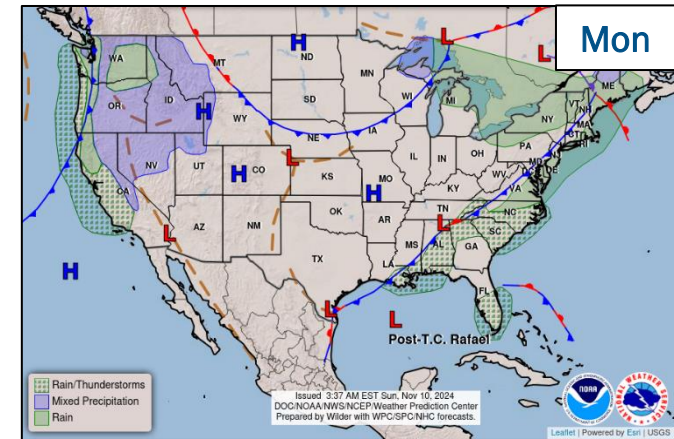 Mon
H
L
L
WA
MT
ND
MN
ME
OR
ID
SD
WI
MI
VT
NH
H
WY
NY
MA
CT
RI
IA
NE
PA
NV
UT
H
CO
L
IL
IN
OH
MD
DE
CA
KS
MO
H
WV
VA
KY
OK
TN
NC
AZ
NM
AR
L
SC
L
MS
AL
GA
H
TX
LA
FL
L
L
Post-T.C. Rafael
Rain/Thunderstorms
Mixed Precipitation
Rain
Issued 3:37 AM EST Sun, Nov 10, 2024
DOC/NOAA/NWS/NCEP/Weather Prediction Center
Prepared by Wilder with WPC/SPC/NHC forecasts.
NOAA
Leaflet | Powered by Esri | USGS